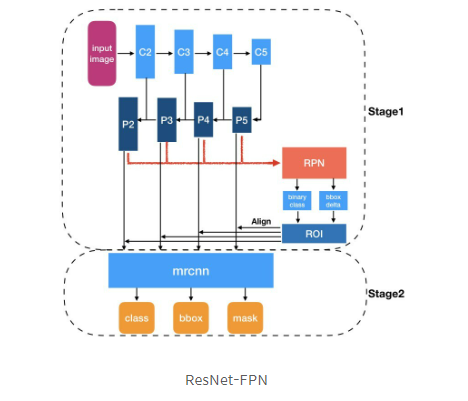 input
image
C2
C3
C4
C5
P2
P3
P4
P5
Stage1
RPN
binary
class
bbox
delta
Align
ROI
mrcnn
Stage2
class
bbox
mask
ResNet-FPN